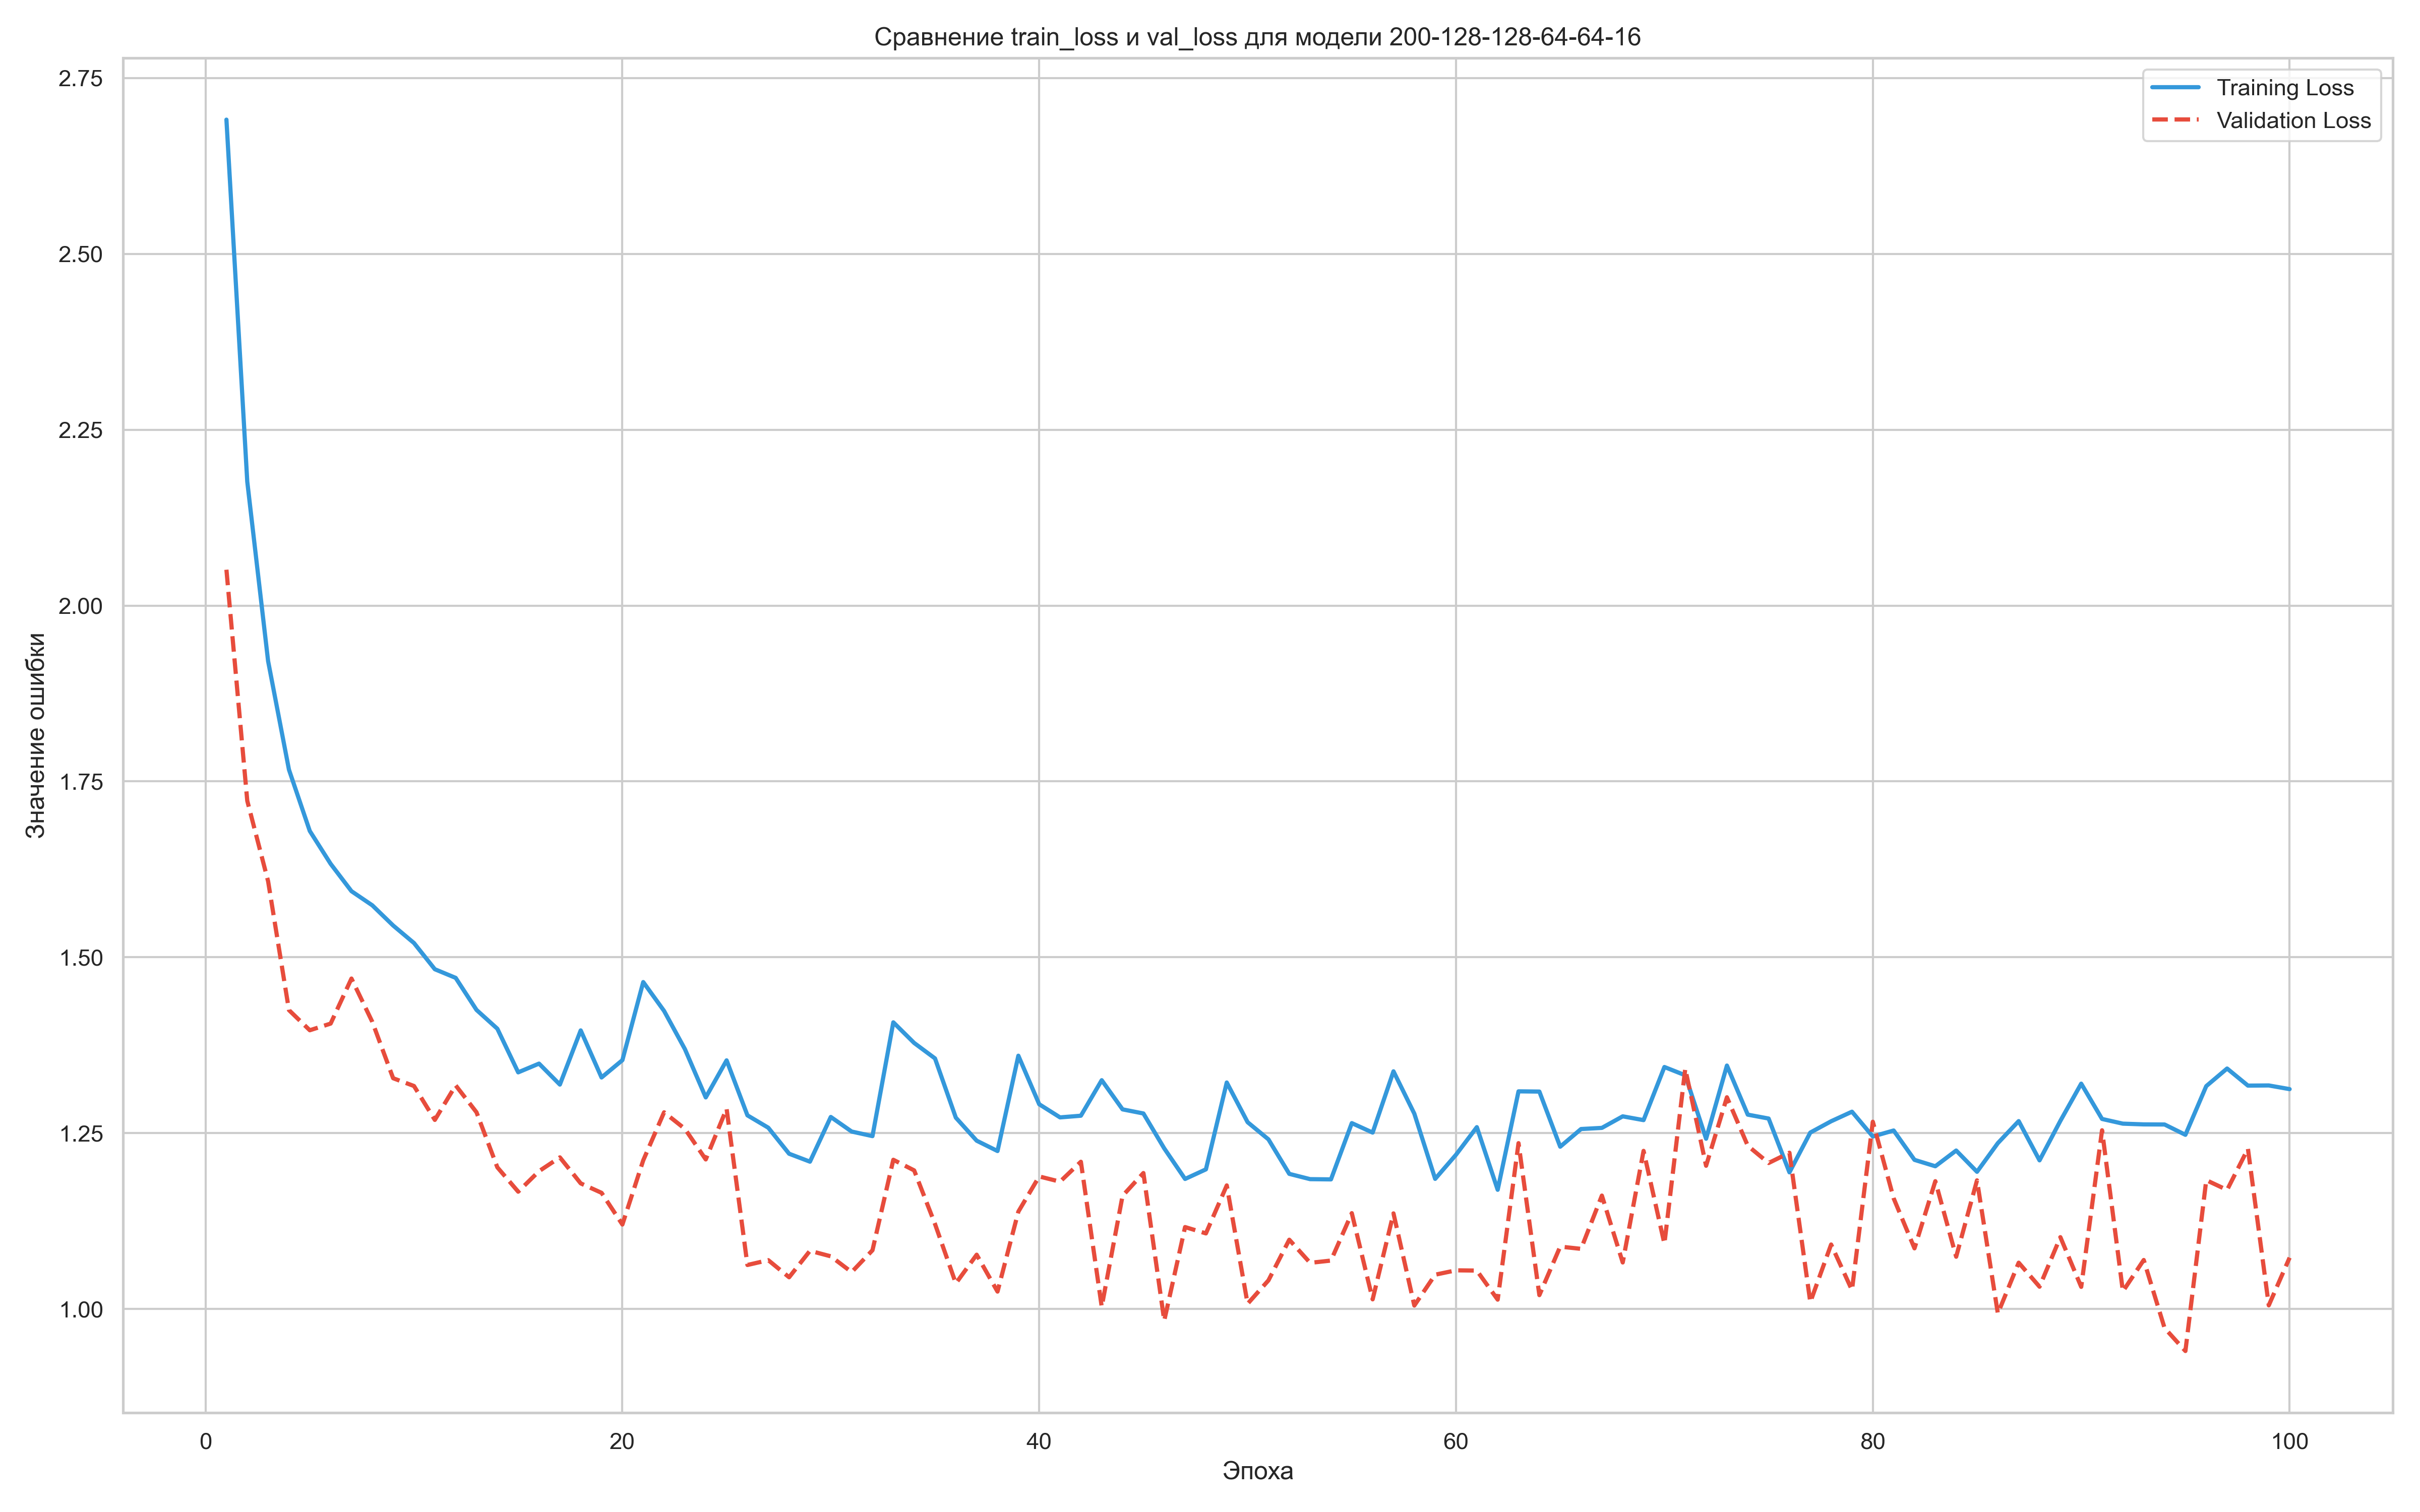 Сравнение train_loss и val_loss для модели 200-128-128-64-64-16
Training Loss
Validation Loss
2.75
2.50
2.25
2.00
1.75
1.50
1.25
1.00
Значение ошибки
0 20 40 60 80 100
Эпоха